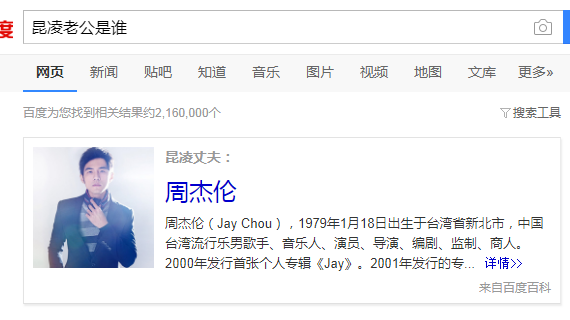 度
昆凌老公是谁
网页 新闻 贴吧 知道 音乐 图片 视频 地图 文库 更多»
百度为您找到相关结果约2,160,000个 搜索工具
昆凌丈夫：
周杰伦
周杰伦（Jay Chou），1979年1月18日出生于台湾省新北市，中国
台湾流行乐男歌手、音乐人、演员、导演、编剧、监制、商人。
2000年发行首张个人专辑《Jay》。2001年发行的专... 详情>>
来自百度百科